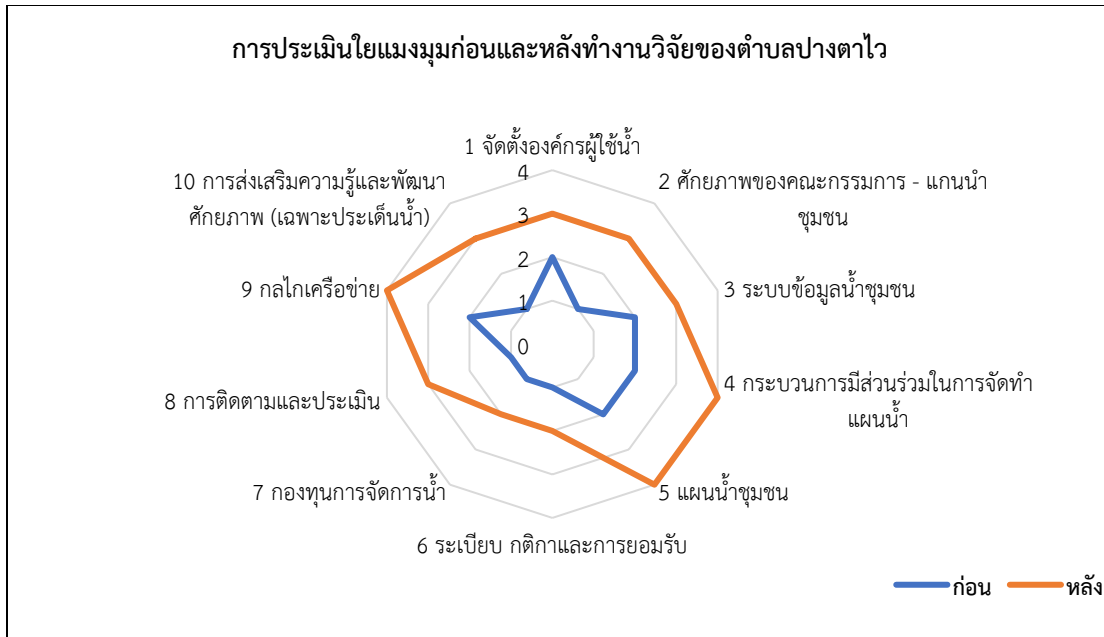 การประเมินใยแมงมุมก่อนและหลังทำงานวิจัยของตำบลปางตาไว
1 จัดตั้งองค์กรผู้ใช้น้ำ
2 ศักยภาพของคณะกรรมการ - แกนนำ
ชุมชน
3 ระบบข้อมูลน้ำชุมชน
4 กระบวนการมีส่วนร่วมในการจัดทำ
แผนน้ำ
5 แผนน้ำชุมชน
6 ระเบียบ กติกาและการยอมรับ
7 กองทุนการจัดการน้ำ
8 การติดตามและประเมิน
9 กลไกเครือข่าย
10 การส่งเสริมความรู้และพัฒนา
ศักยภาพ (เฉพาะประเด็นน้ำ)
4
3
2
1
0
ก่อน
หลัง